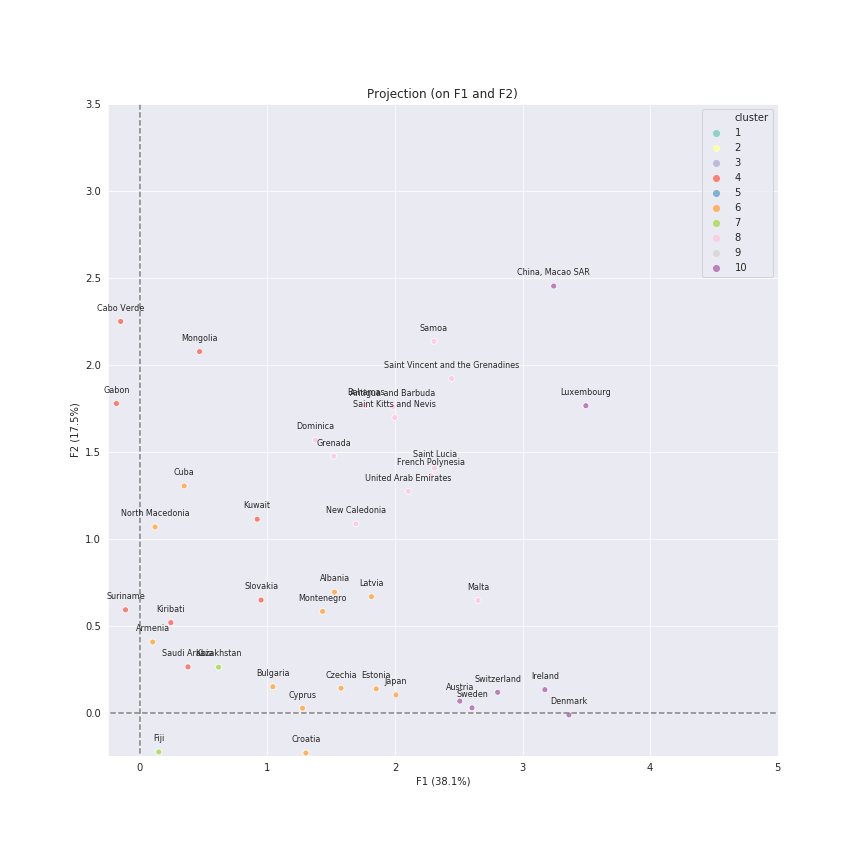 Projection (on F1 and F2)
3.5
3.0
2.5
2.0
1.5
1.0
0.5
0.0
F2 (17.5%)
cluster
1
2
3
4
5
6
7
8
9
10
China, Macao SAR
Cabo Verde
Samoa
Mongolia
Saint Vincent and the Grenadines
Gabon
Bahamas
Antigua and Barbuda
Luxembourg
Saint Kitts and Nevis
Dominica
Grenada
Saint Lucia
French Polynesia
Cuba
United Arab Emirates
North Macedonia
Kuwait
New Caledonia
Slovakia
Albania
Latvia
Malta
Suriname
Kiribati
Montenegro
Armenia
Saudi Arabia
Kazakhstan
Bulgaria
Czechia
Estonia
Japan
Cyprus
Austria
Sweden
Switzerland
Ireland
Denmark
Fiji
Croatia
0
1
2
3
4
5
F1 (38.1%)